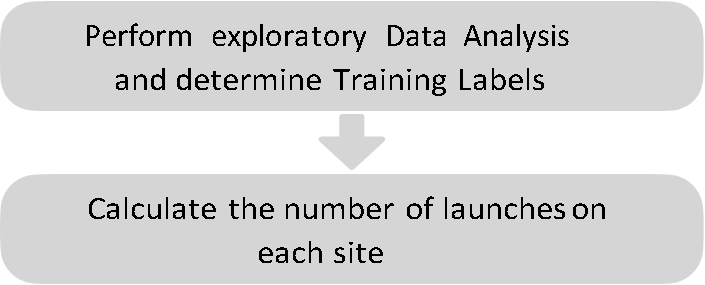 Perform exploratory Data Analysis
and determine Training Labels
Calculate the number of launches on
each site